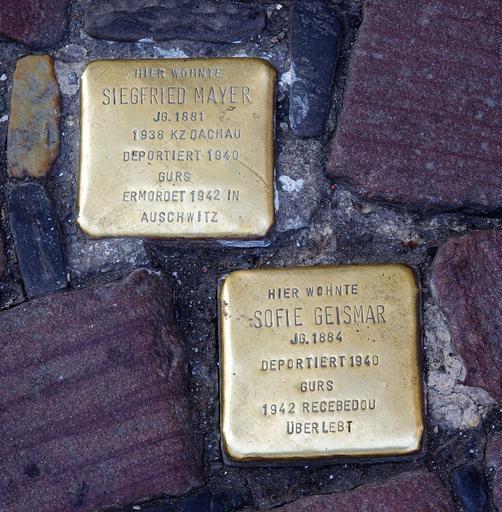 HIER WOHNTE
SIEGFRIED MAYER
JG. 1881
1938 KZ DACHAU
DEPORTIERT 1940
GURS
ERMORDET 1942 IN
AUSCHWITZ
HIER WOHNTE
SOFIE GEISMAR
JG. 1884
DEPORTIERT 1940
GURS
1942 RECEBEDOU
ÜBERLEBT